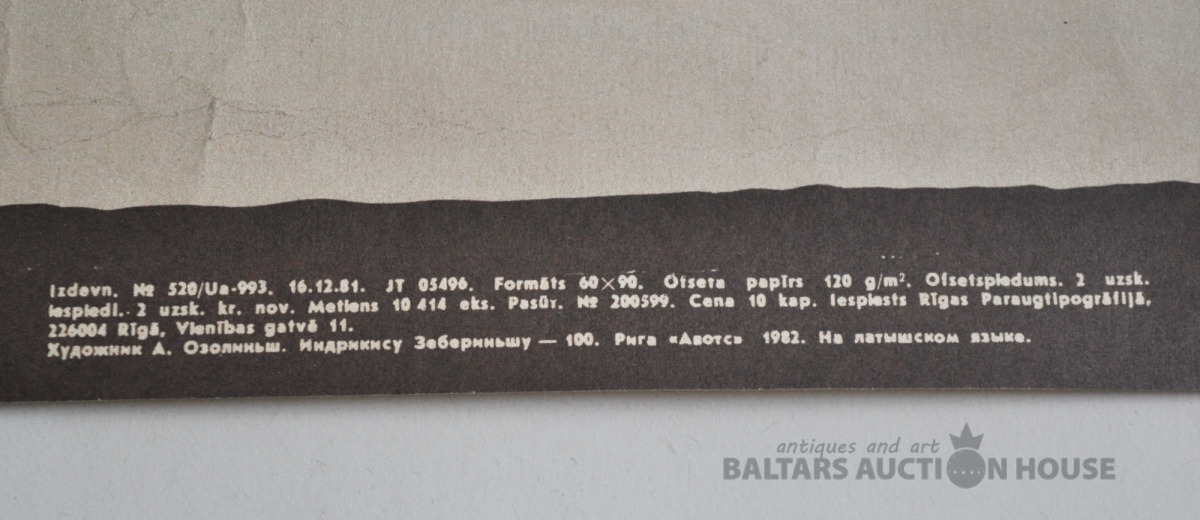 Izdevn. № 520/Ua-993. 16.12.81. JT 05496. Formāts 60×90. Ofseta papīrs 120 g/m². Ofsetspiedums. 2 uzsk.
iespiedl. 2 uzsk. kr. nov. Metiens 10 414 eks. Pasūt. № 200599. Cena 10 kap. Iespiests Rīgas Paraugtipogrāfijā,
226004 Rīgā, Vienības gatvē 11.
Художник А. Озолиньш. Индрикису Зебериньшу — 100. Рига «Авотс» 1982. На латышском языке.
antiques and art
BALTARS AUCTION HOUSE